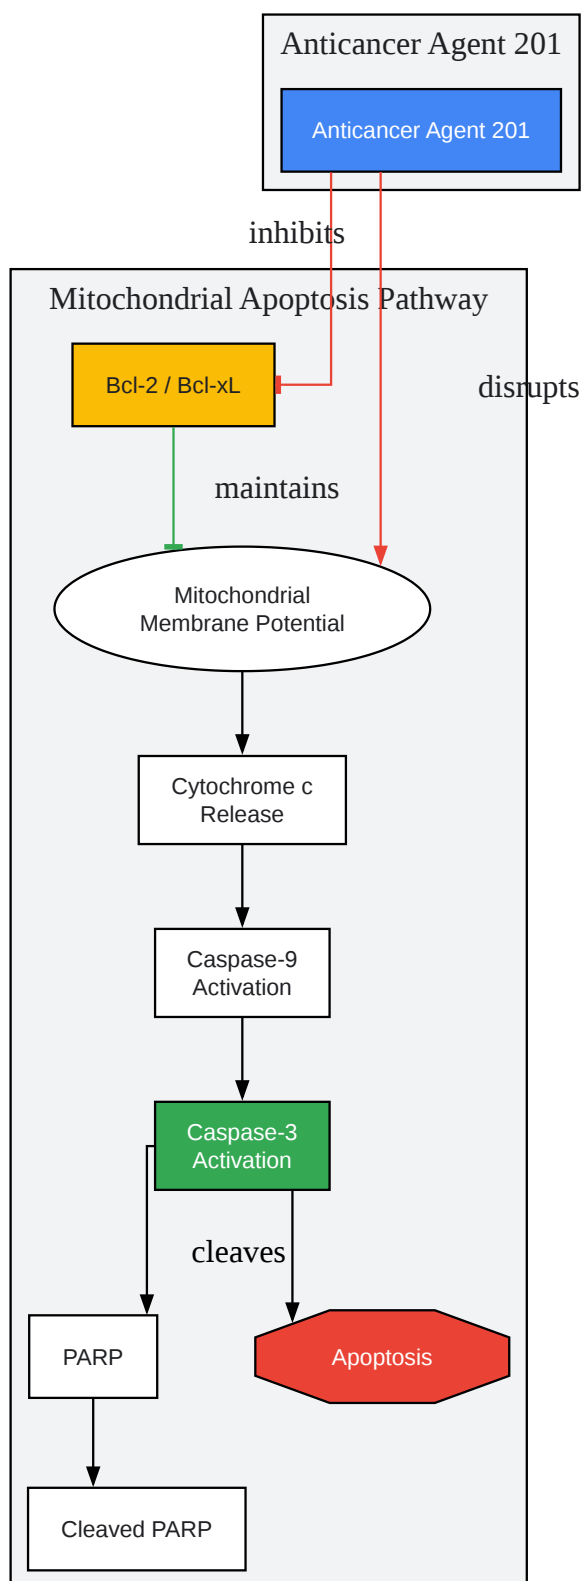 Anticancer Agent 201
Anticancer Agent 201
inhibits
Mitochondrial Apoptosis Pathway
Bcl-2 / Bcl-xL
disrupts
maintains
Mitochondrial
Membrane Potential
Cytochrome c
Release
Caspase-9
Activation
Caspase-3
Activation
cleaves
PARP
Apoptosis
Cleaved PARP